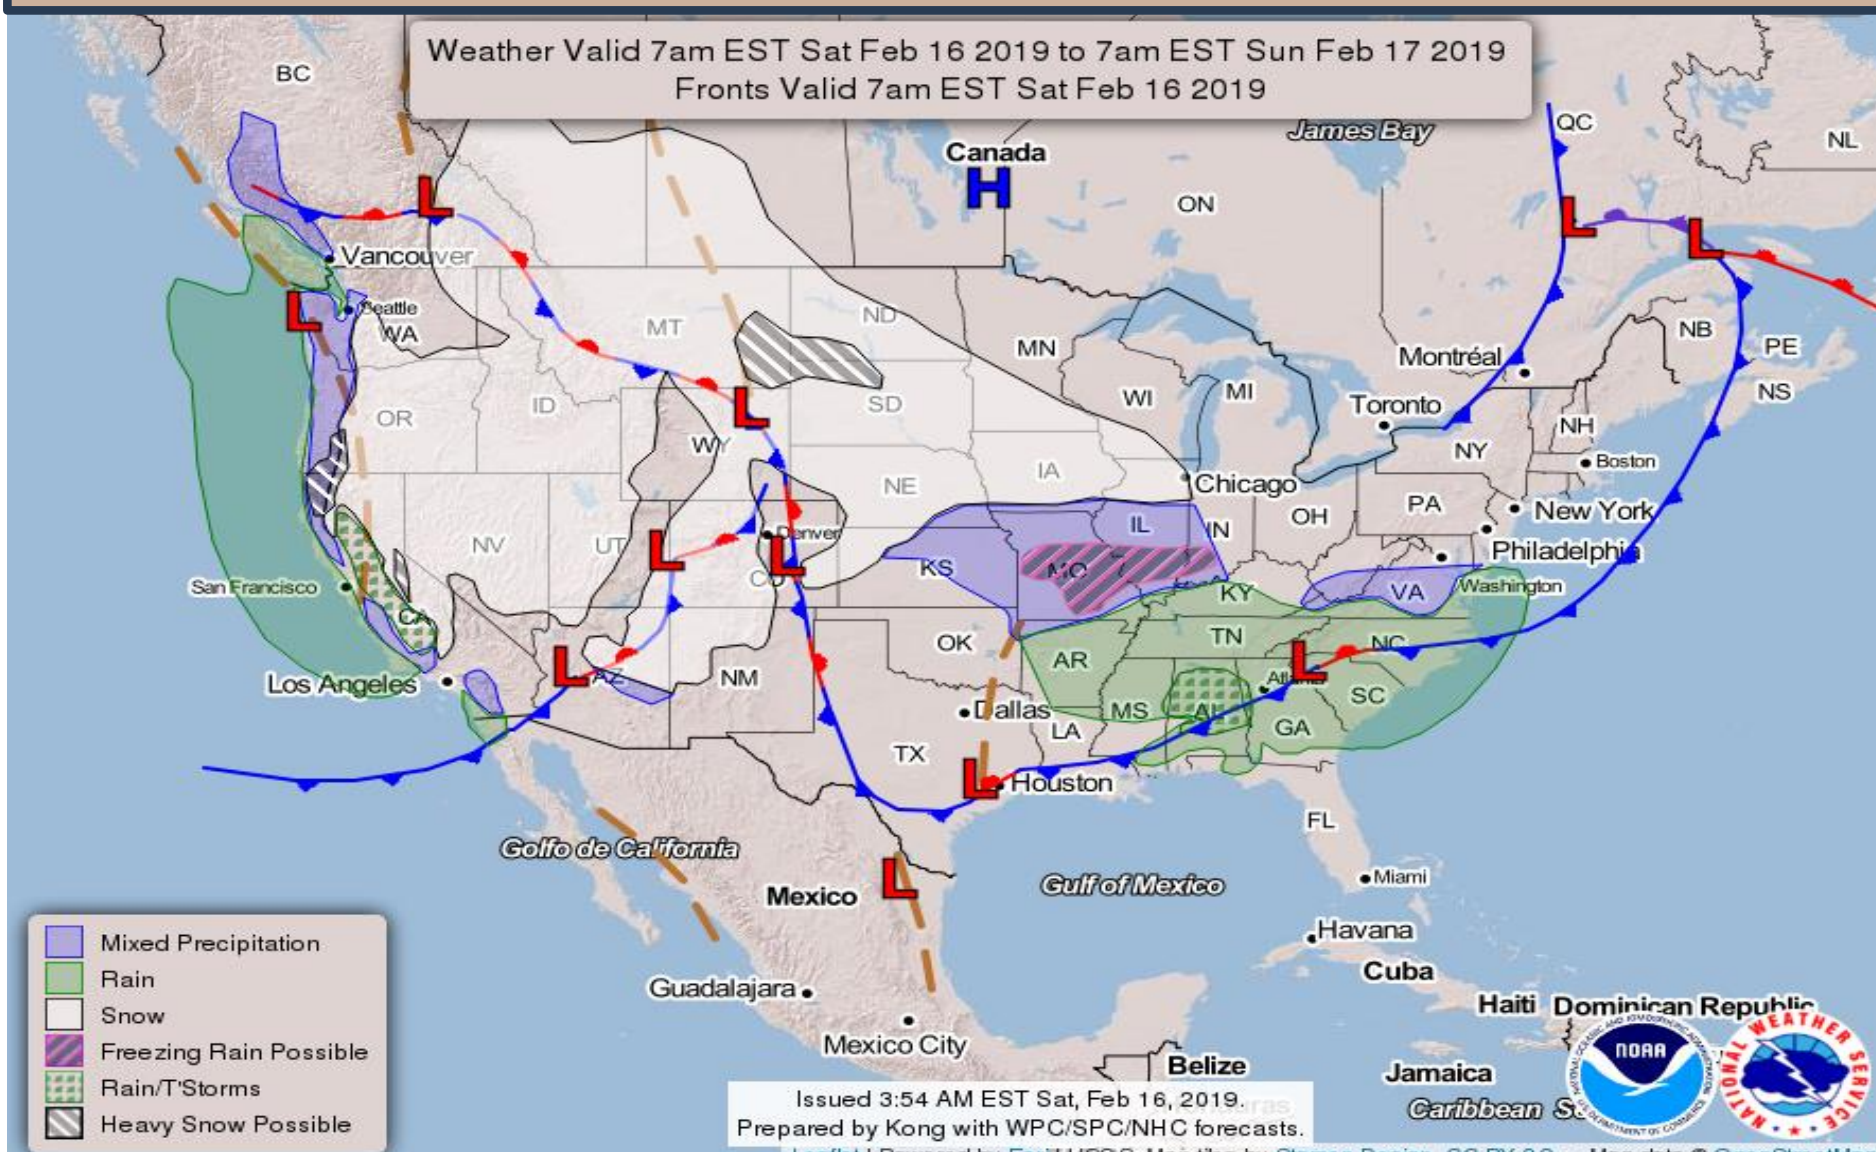 Weather Valid 7am EST Sat Feb 16 2019 to 7am EST Sun Feb 17 2019
Fronts Valid 7am EST Sat Feb 16 2019
BC
QC
James Bay
NL
Canada
H
ON
L
L
L
Vancouver
L
Seattle
WA
MT
ND
MN
NB
PE
Montréal
NS
OR
ID
L
SD
WI
MI
Toronto
WY
NH
NY
Boston
IA
NE
Chicago
PA
New York
IL
IN
OH
NV
UT
L
Denver
L
Philadelphia
KS
MO
San Francisco
CO
KY
VA
Washington
CA
OK
TN
NC
AR
L
Los Angeles
L
AZ
NM
Atlanta
SC
Dallas
MS
AL
GA
LA
TX
L
Houston
FL
Golfo de California
L
Mexico
Gulf of Mexico
Miami
Havana
Cuba
Guadalajara
Haiti
Dominican Republic
Mexico City
Belize
Jamaica
Caribbean
Mixed Precipitation
Rain
Snow
Freezing Rain Possible
Rain/T'Storms
Heavy Snow Possible
Issued 3:54 AM EST Sat, Feb 16, 2019.
Prepared by Kong with WPC/SPC/NHC forecasts.
NOAA
NATIONAL WEATHER SERVICE